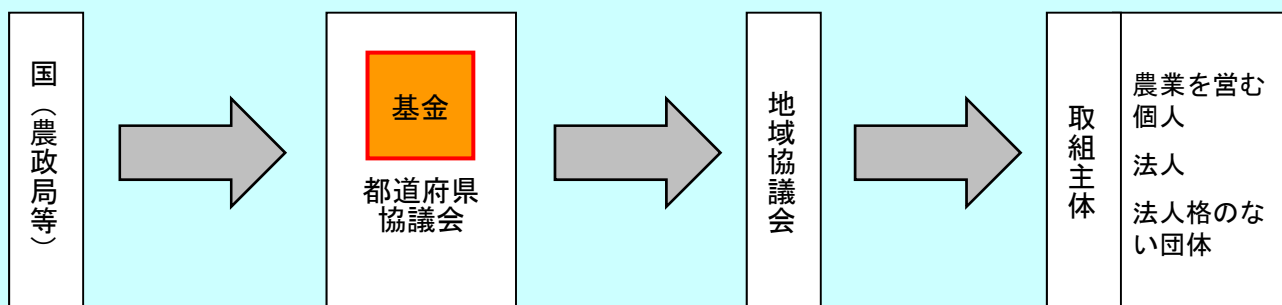 国（農政局等）
基金
都道府県
協議会
地域協議会
取組主体
農業を営む
個人
法人
法人格のな
い団体